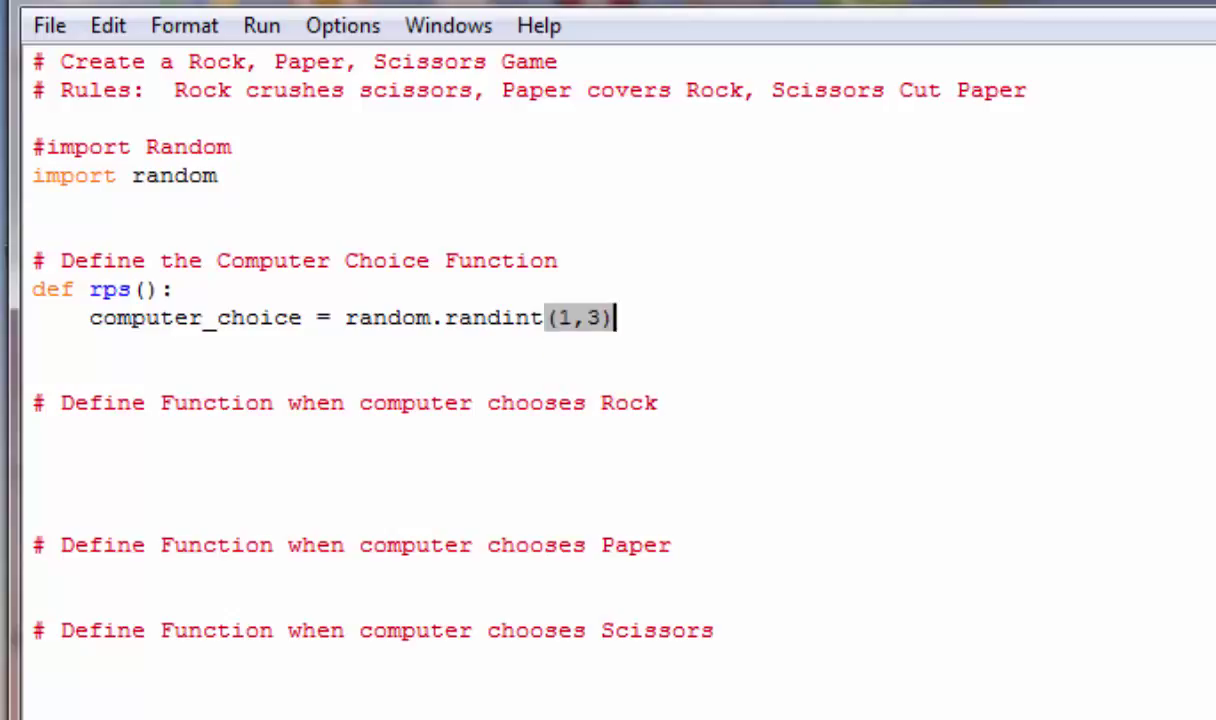 File Edit Format Run Options Windows Help
# Create a Rock, Paper, Scissors Game
# Rules:  Rock crushes scissors, Paper covers Rock, Scissors Cut Paper
#import Random
import random
# Define the Computer Choice Function
def rps():
    computer_choice = random.randint(1,3)
# Define Function when computer chooses Rock
# Define Function when computer chooses Paper
# Define Function when computer chooses Scissors